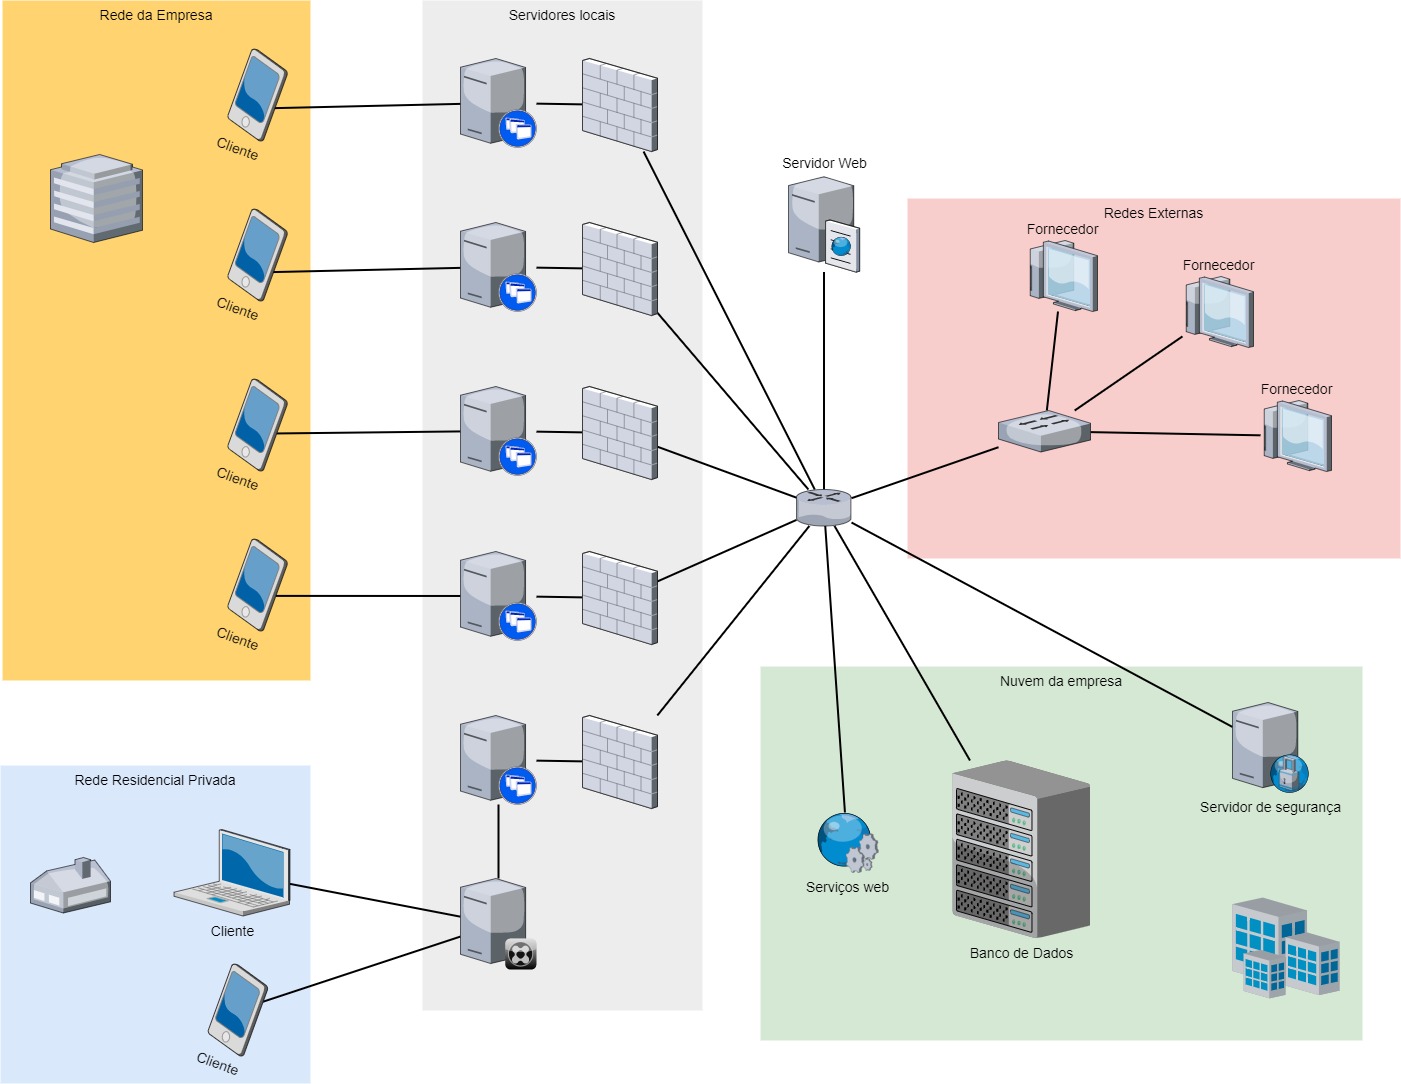 Rede da Empresa
Servidores locais
Cliente
Cliente
Cliente
Cliente
Servidor Web
Redes Externas
Fornecedor
Fornecedor
Fornecedor
Rede Residencial Privada
Cliente
Cliente
Nuvem da empresa
Servidor de segurança
Serviços web
Banco de Dados